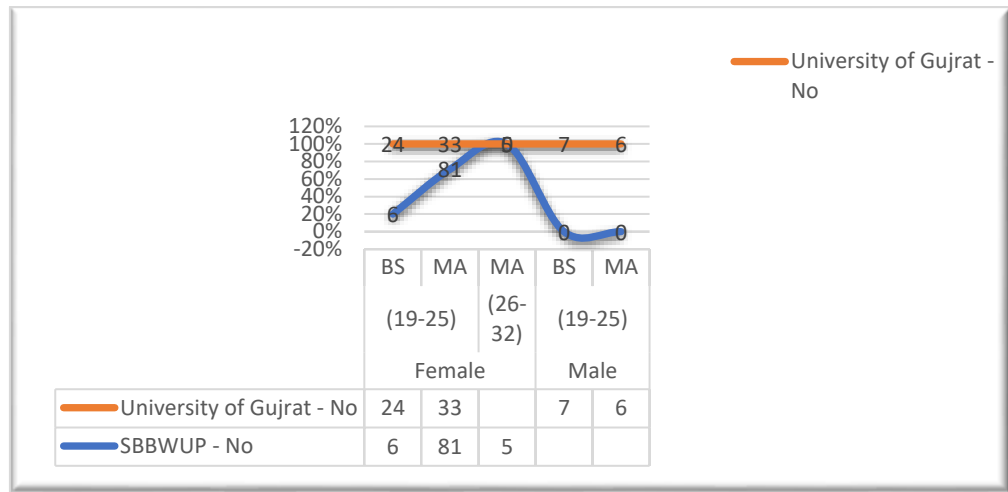 University of Gujrat -
No
120%
100%
80%
60%
40%
20%
0%
-20%
24
33
0
7
6
6
81
5
0
0
BS
MA
MA
BS
MA
(19-25)
(26-
32)
(19-25)
Female
Male
University of Gujrat - No
24
33
7
6
SBBWUP - No
6
81
5